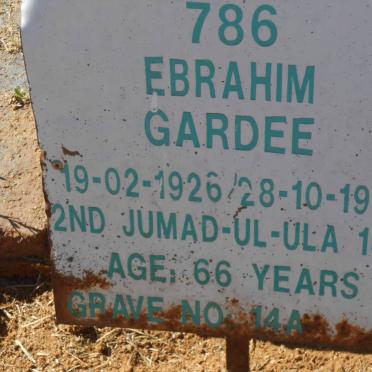 786
EBRAHIM
GARDEE
19-02-1926/28-10-19
2ND JUMAD-UL-ULA 1
AGE: 66 YEARS
GRAVE NO. 14A